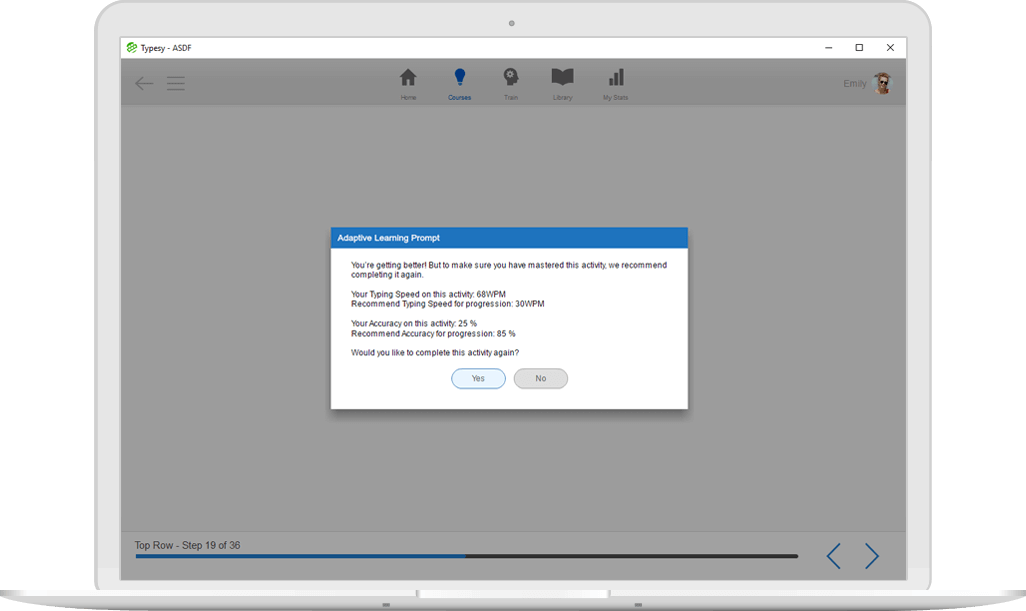 Typesy - ASDF
Home
Courses
Train
Library
My Stats
Emily
Adaptive Learning Prompt
You're getting better! But to make sure you have mastered this activity, we recommend
completing it again.
Your Typing Speed on this activity: 68WPM
Recommend Typing Speed for progression: 30WPM
Your Accuracy on this activity: 25 %
Recommend Accuracy for progression: 85 %
Would you like to complete this activity again?
Yes
No
Top Row - Step 19 of 36